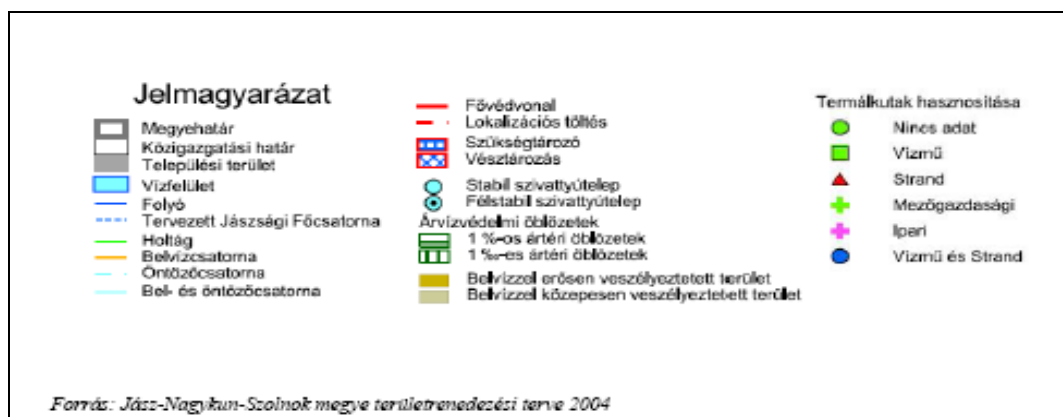 Jelmagyarázat
Megyehatár
Közigazgatási határ
Települési terület
Vízfelület
Folyó
Tervezett Jászsági Főcsatorna
Holtág
Belvízcsatorna
Öntözőcsatorna
Bel- és öntözőcsatorna
Fővédvonal
Lokalizációs töltés
Szükségtározó
Vésztározás
Stabil szivattyútelep
Félstabil szivattyútelep
Árvízvédelmi öblözetek
1 %-os ártéri öblözetek
1 ‰-es ártéri öblözetek
Belvízzel erősen veszélyeztetett terület
Belvízzel közepesen veszélyeztetett terület
Termálkutak hasznosítása
Nincs adat
Vízmű
Strand
Mezőgazdasági
Ipari
Vízmű és Strand
Forrás: Jász-Nagykun-Szolnok megye területrenedezési terve 2004